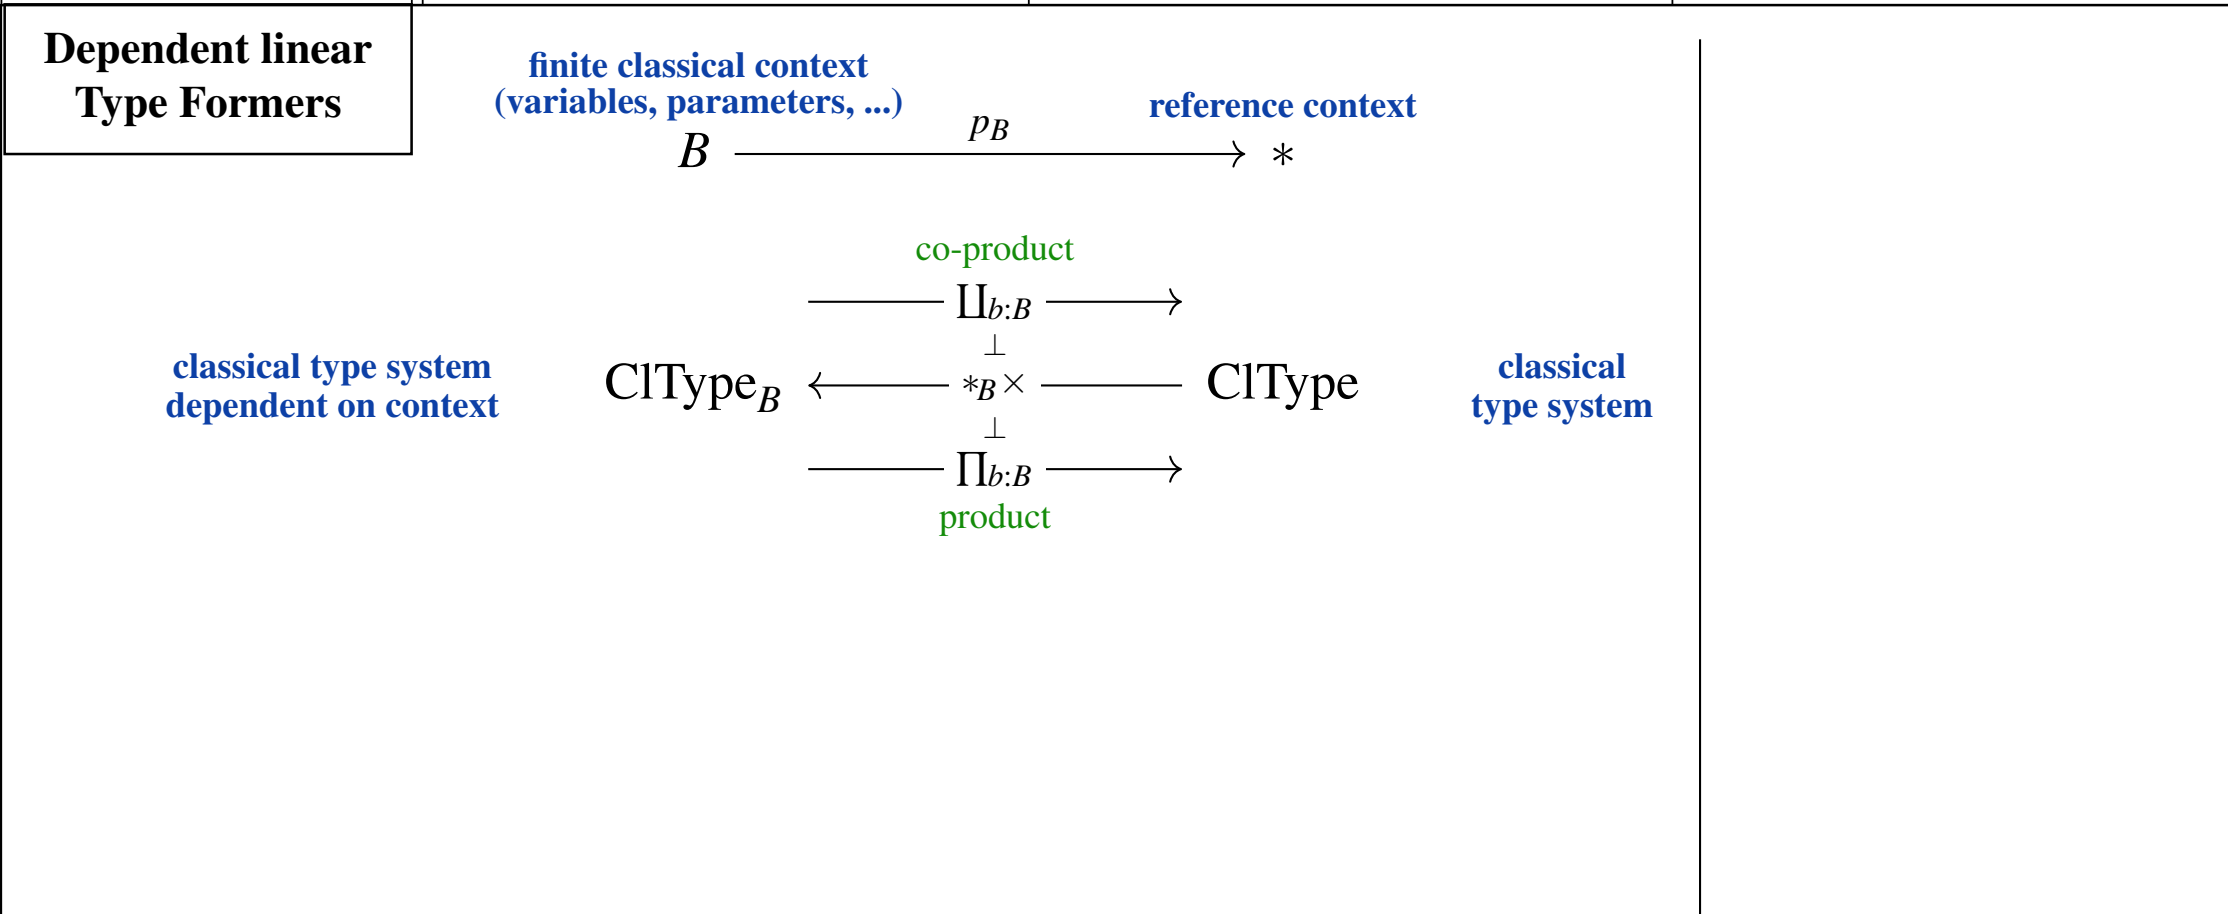 Dependent linear
Type Formers
finite classical context
(variables, parameters, ...)
reference context
p_B
B ⟶ *
co-product
∐_{b:B}
⊥
classical type system
dependent on context
ClType_B
*_B ×
ClType
classical
type system
⊥
∏_{b:B}
product